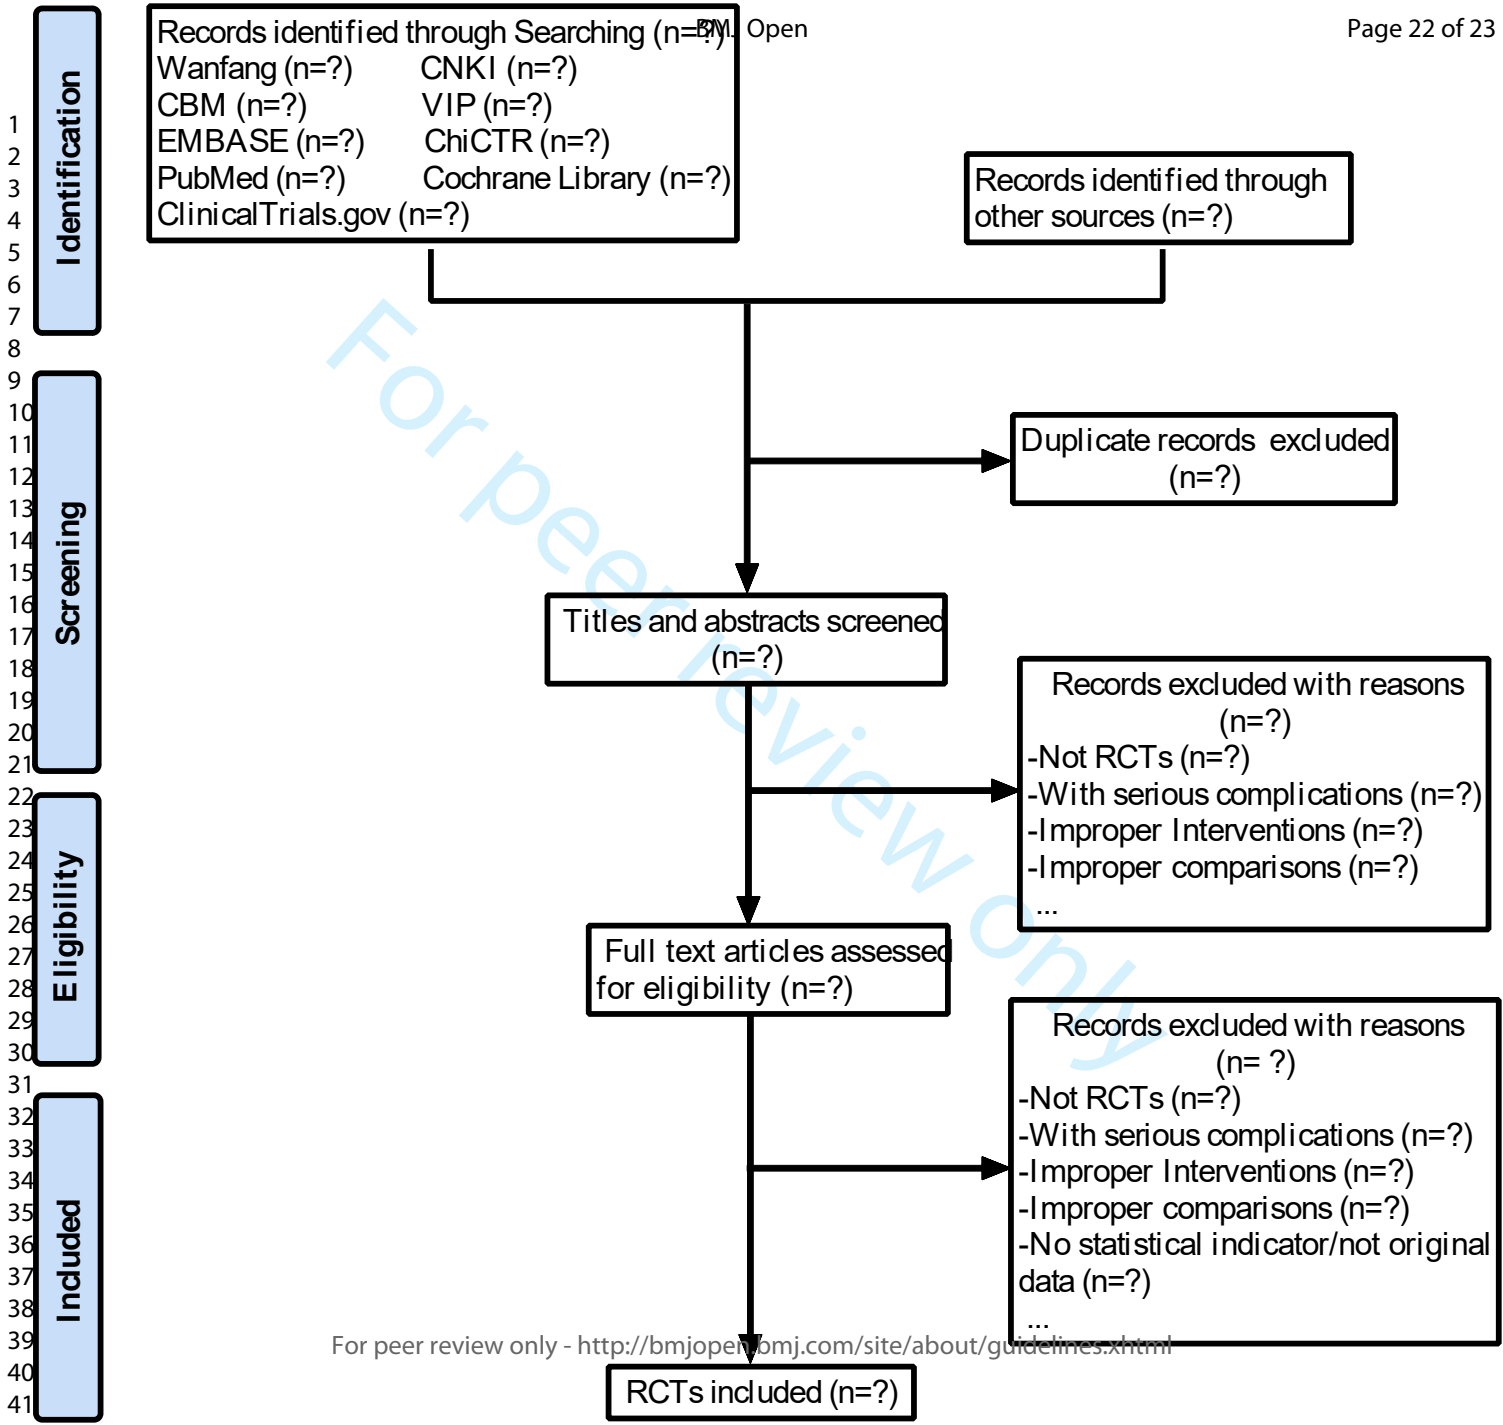 BMJ Open
Page 22 of 23
Identification
Records identified through Searching (n=?)
Wanfang (n=?) CNKI (n=?)
CBM (n=?) VIP (n=?)
EMBASE (n=?) ChiCTR (n=?)
PubMed (n=?) Cochrane Library (n=?)
ClinicalTrials.gov (n=?)
Records identified through
other sources (n=?)
Screening
Duplicate records excluded
(n=?)
Titles and abstracts screened
(n=?)
Records excluded with reasons
(n=?)
-Not RCTs (n=?)
-With serious complications (n=?)
-Improper Interventions (n=?)
-Improper comparisons (n=?)
...
Eligibility
Full text articles assessed
for eligibility (n=?)
Records excluded with reasons
(n= ?)
-Not RCTs (n=?)
-With serious complications (n=?)
-Improper Interventions (n=?)
-Improper comparisons (n=?)
-No statistical indicator/not original
data (n=?)
...
Included
RCTs included (n=?)
For peer review only
For peer review only - http://bmjopen.bmj.com/site/about/guidelines.xhtml
1
2
3
4
5
6
7
8
9
10
11
12
13
14
15
16
17
18
19
20
21
22
23
24
25
26
27
28
29
30
31
32
33
34
35
36
37
38
39
40
41